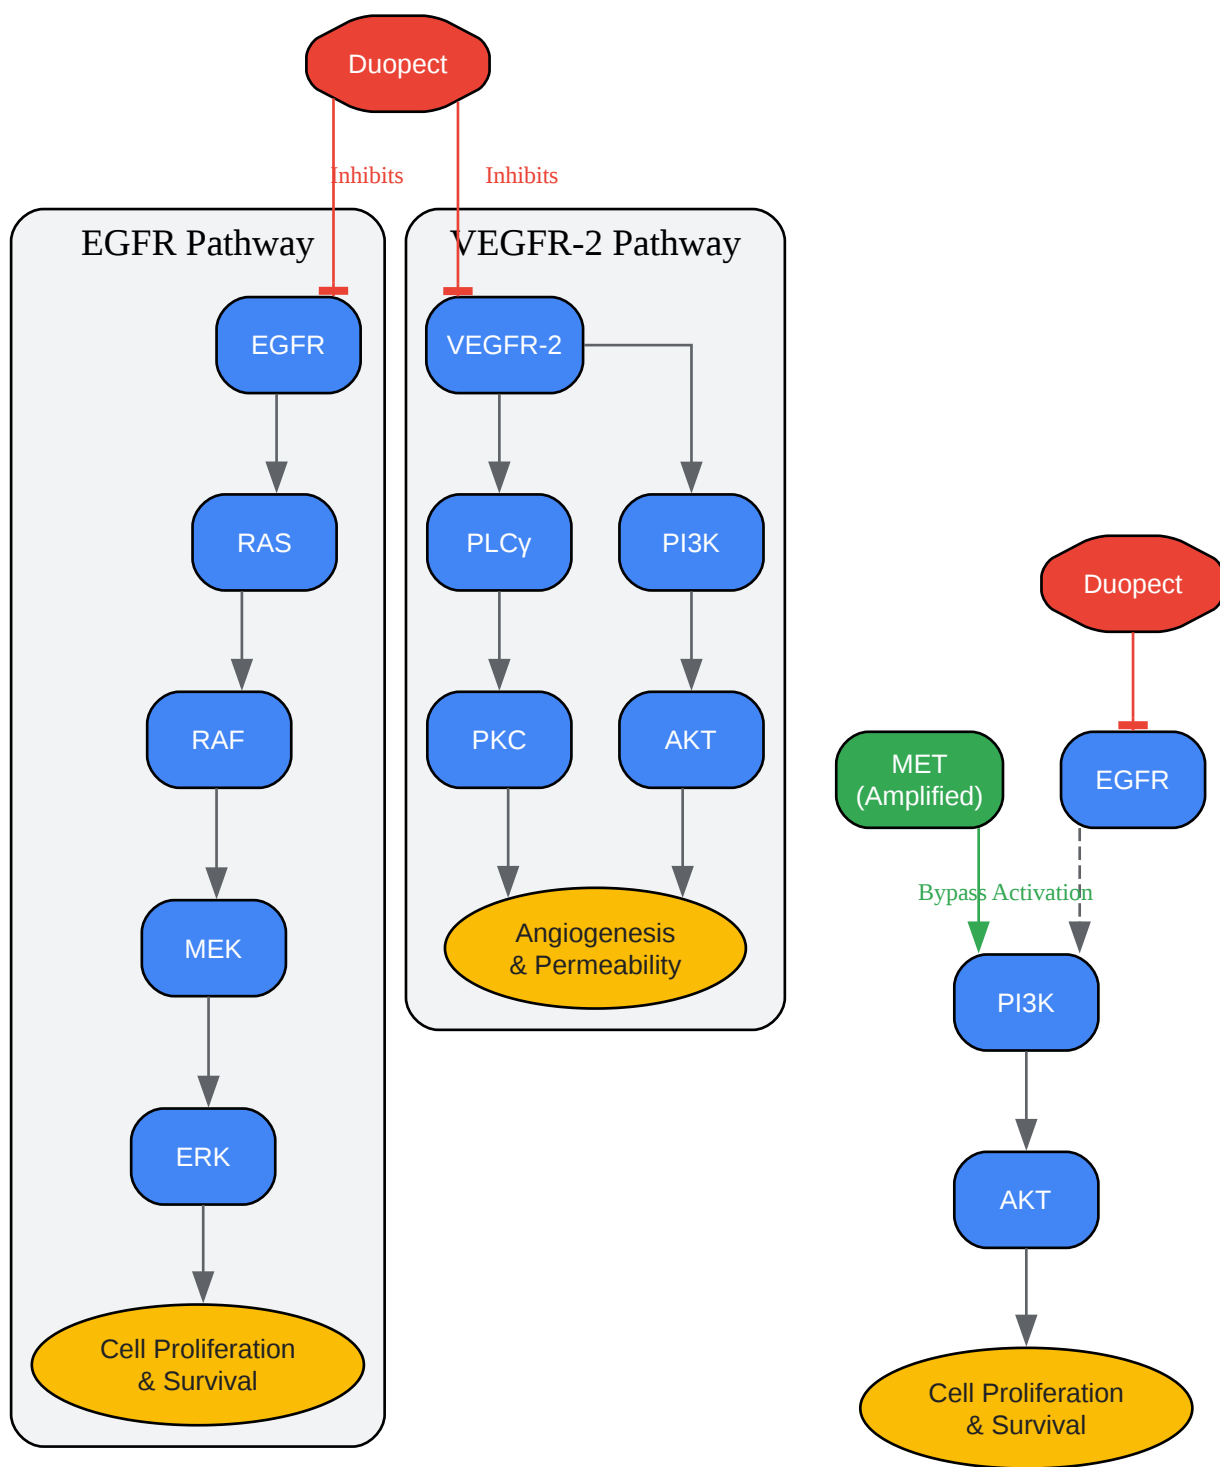 Duopect
Inhibits
Inhibits
EGFR Pathway
VEGFR-2 Pathway
EGFR
VEGFR-2
RAS
PLCγ
PI3K
RAF
PKC
AKT
MEK
Angiogenesis
& Permeability
ERK
Cell Proliferation
& Survival
Duopect
MET
(Amplified)
EGFR
Bypass Activation
PI3K
AKT
Cell Proliferation
& Survival